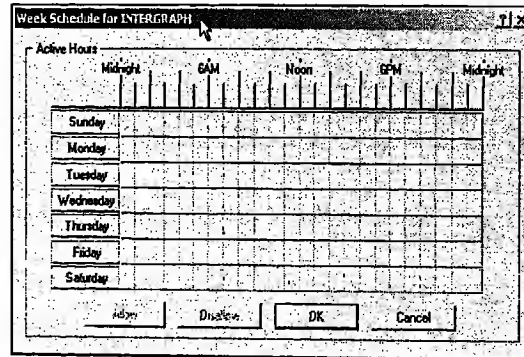 Week Schedule for INTERGRAPH
Active Hours
Midnight 6AM Noon 6PM Midnight
Sunday
Monday
Tuesday
Wednesday
Thursday
Friday
Saturday
Allow Disallow OK Cancel